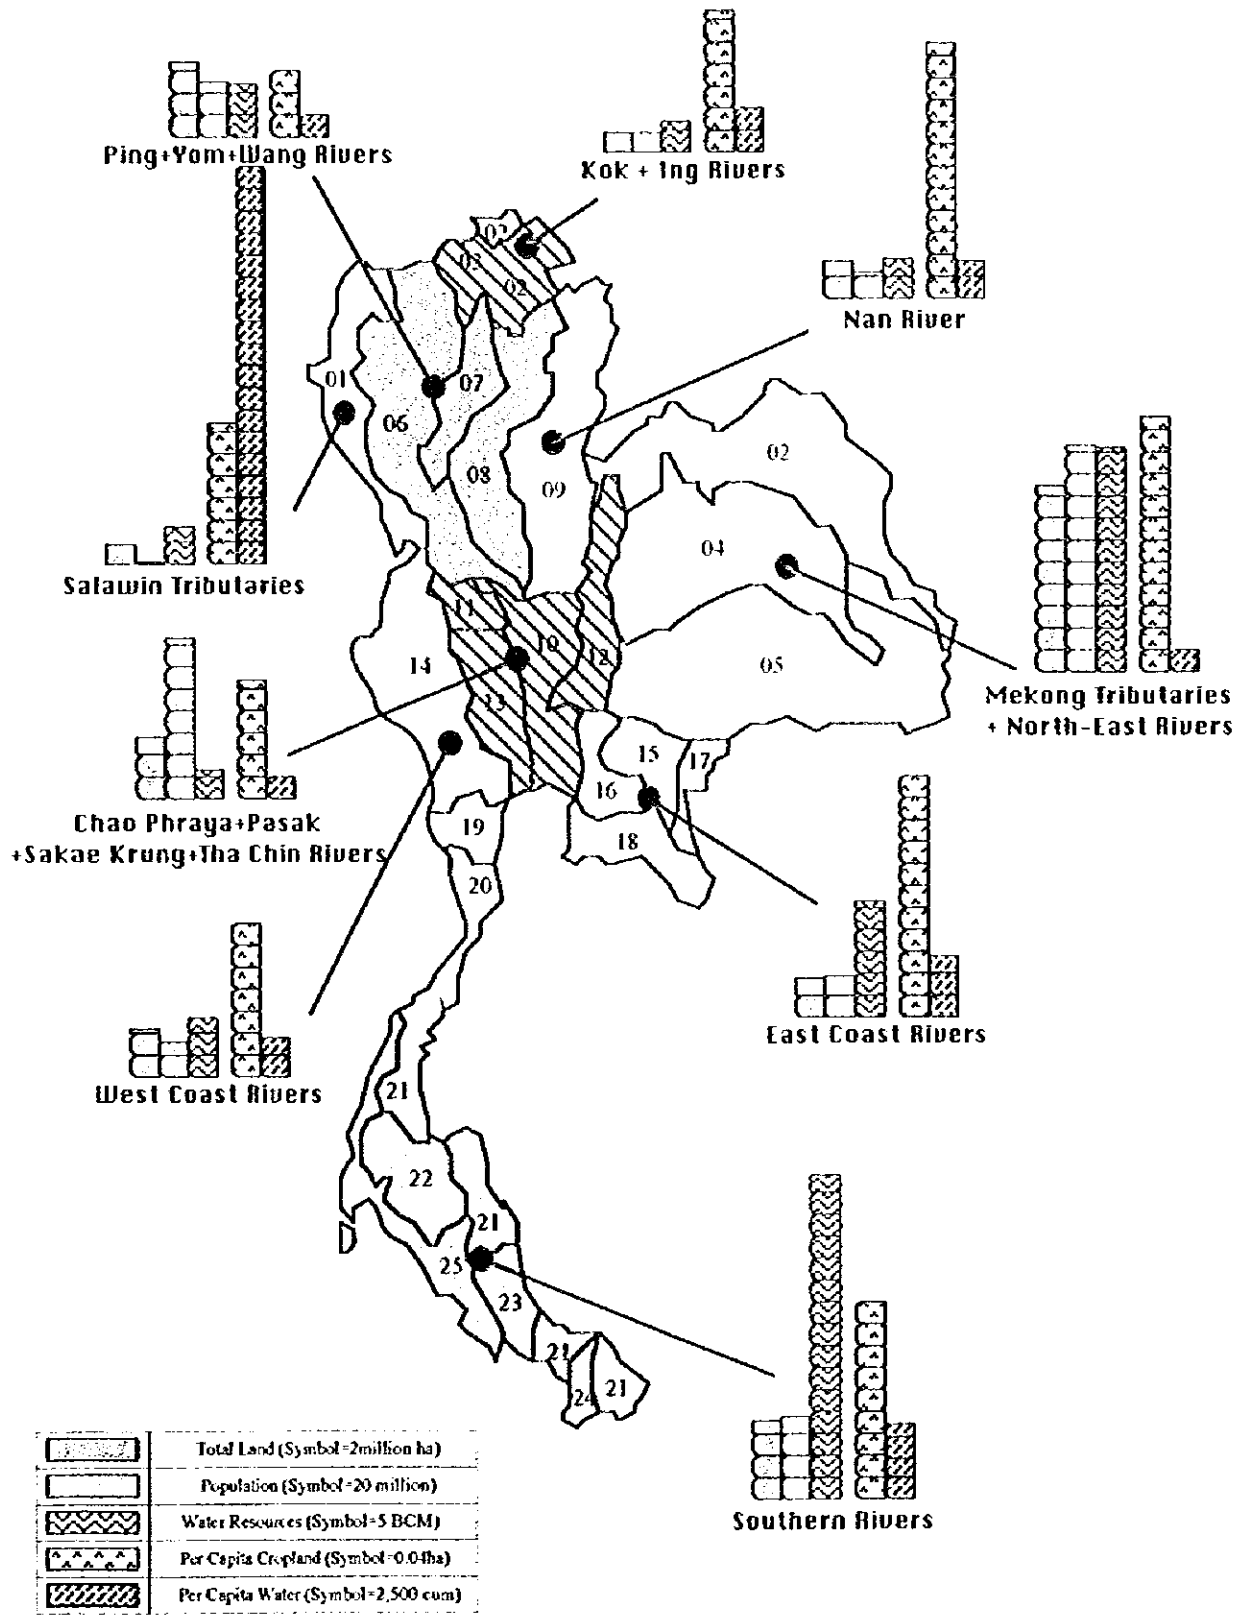 Ping+Yom+Wang Rivers
Kok + Ing Rivers
Nan River
02
03
02
01
07
06
08
09
02
04
05
Salawin Tributaries
Mekong Tributaries
+ North-East Rivers
11
10
12
14
13
15
17
16
18
19
20
Chao Phraya+Pasak
+Sakae Krung+Tha Chin Rivers
East Coast Rivers
West Coast Rivers
21
22
21
25
23
21
24
21
Southern Rivers
Total Land (Symbol=2million ha)
Population (Symbol=20 million)
Water Resources (Symbol=5 BCM)
Per Capita Cropland (Symbol=0.04ha)
Per Capita Water (Symbol=2,500 cum)